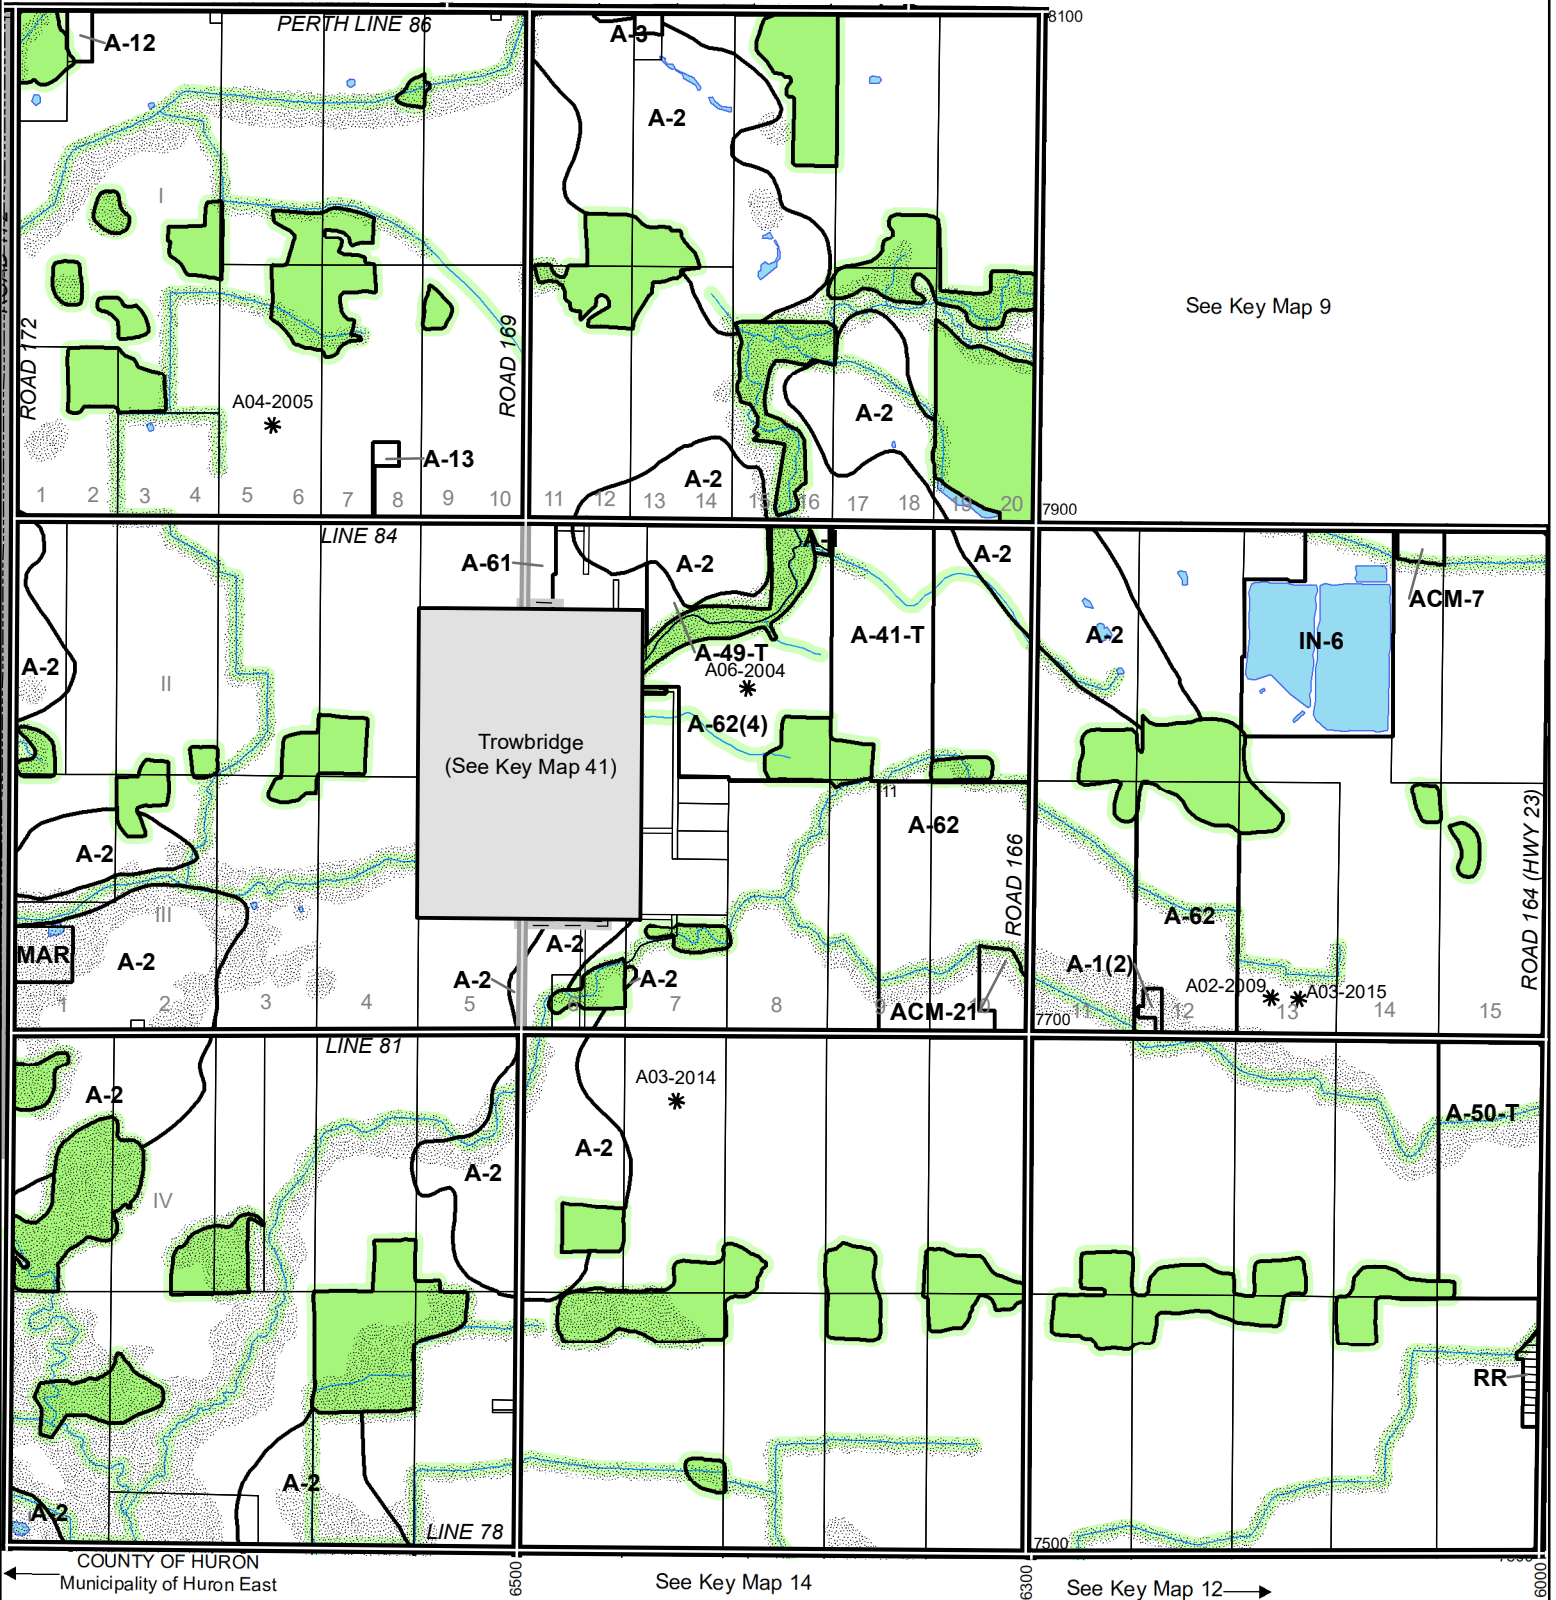 PERTH LINE 86
8100
A-12
A-3
A-2
I
See Key Map 9
ROAD 172
ROAD 169
A04-2005
A-2
A-13
A-2
1 2 3 4 5 6 7 8 9 10 11 12 13 14 15 16 17 18 19 20
7900
LINE 84
A-61
A-2
A-2
ACM-7
A-2
IN-6
A-41-T
A-49-T
A-2
A06-2004
II
A-62(4)
Trowbridge
(See Key Map 41)
11
A-62
A-2
ROAD 166
ROAD 164 (HWY 23)
III
A-62
MAR
A-2
A-2
A-2
A-2
A-1(2)
A02-2009
A03-2015
1 2 3 4 5 6 7 8 9 10 11 12 13 14 15
ACM-21
7700
LINE 81
A03-2014
A-2
A-50-T
A-2
A-2
IV
RR
A-2
A-2
LINE 78
7500
COUNTY OF HURON
Municipality of Huron East
6500
See Key Map 14
6300
See Key Map 12
6000